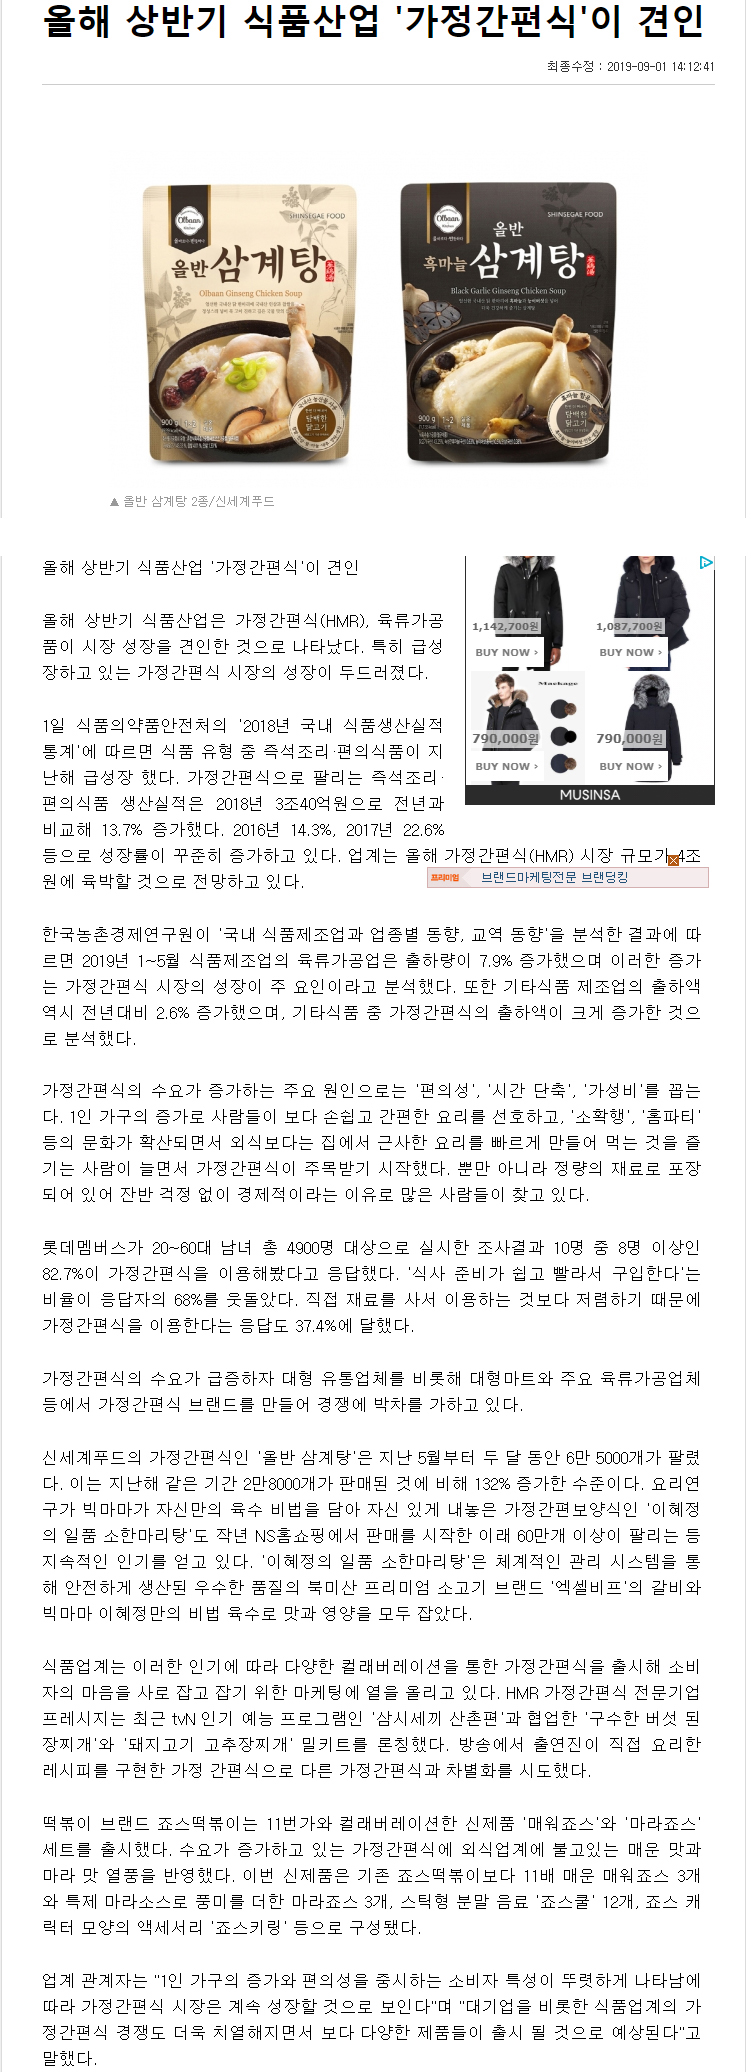 올해 상반기 식품산업 '가정간편식'이 견인
최종수정 : 2019-09-01 14:12:41
Olbaan
Kitchen
SHINSEGAE FOOD
올반 삼계탕
Olbaan Ginseng Chicken Soup
900 g
담백한
닭고기
Olbaan
Kitchen
SHINSEGAE FOOD
올반
흑마늘 삼계탕
Black Garlic Ginseng Chicken Soup
900 g
담백한
닭고기
▲ 올반 삼계탕 2종/신세계푸드
올해 상반기 식품산업 '가정간편식'이 견인
올해 상반기 식품산업은 가정간편식(HMR), 육류가공
품이 시장 성장을 견인한 것으로 나타났다. 특히 급성
장하고 있는 가정간편식 시장의 성장이 두드러졌다.
1일 식품의약품안전처의 '2018년 국내 식품생산실적
통계'에 따르면 식품 유형 중 즉석조리·편의식품이 지
난해 급성장 했다. 가정간편식으로 팔리는 즉석조리·
편의식품 생산실적은 2018년 3조40억원으로 전년과
비교해 13.7% 증가했다. 2016년 14.3%, 2017년 22.6%
등으로 성장률이 꾸준히 증가하고 있다. 업계는 올해 가정간편식(HMR) 시장 규모가 4조
원에 육박할 것으로 전망하고 있다.
1,142,700원
1,087,700원
BUY NOW ›
BUY NOW ›
Mackage
790,000원
790,000원
BUY NOW ›
BUY NOW ›
MUSINSA
프리미엄 브랜드마케팅전문 브랜딩킹
한국농촌경제연구원이 '국내 식품제조업과 업종별 동향, 교역 동향'을 분석한 결과에 따
르면 2019년 1~5월 식품제조업의 육류가공업은 출하량이 7.9% 증가했으며 이러한 증가
는 가정간편식 시장의 성장이 주 요인이라고 분석했다. 또한 기타식품 제조업의 출하액
역시 전년대비 2.6% 증가했으며, 기타식품 중 가정간편식의 출하액이 크게 증가한 것으
로 분석했다.
가정간편식의 수요가 증가하는 주요 원인으로는 '편의성', '시간 단축', '가성비'를 꼽는
다. 1인 가구의 증가로 사람들이 보다 손쉽고 간편한 요리를 선호하고, '소확행', '홈파티'
등의 문화가 확산되면서 외식보다는 집에서 근사한 요리를 빠르게 만들어 먹는 것을 즐
기는 사람이 늘면서 가정간편식이 주목받기 시작했다. 뿐만 아니라 정량의 재료로 포장
되어 있어 잔반 걱정 없이 경제적이라는 이유로 많은 사람들이 찾고 있다.
롯데멤버스가 20~60대 남녀 총 4900명 대상으로 실시한 조사결과 10명 중 8명 이상인
82.7%이 가정간편식을 이용해봤다고 응답했다. '식사 준비가 쉽고 빨라서 구입한다'는
비율이 응답자의 68%를 웃돌았다. 직접 재료를 사서 이용하는 것보다 저렴하기 때문에
가정간편식을 이용한다는 응답도 37.4%에 달했다.
가정간편식의 수요가 급증하자 대형 유통업체를 비롯해 대형마트와 주요 육류가공업체
등에서 가정간편식 브랜드를 만들어 경쟁에 박차를 가하고 있다.
신세계푸드의 가정간편식인 '올반 삼계탕'은 지난 5월부터 두 달 동안 6만 5000개가 팔렸
다. 이는 지난해 같은 기간 2만8000개가 판매된 것에 비해 132% 증가한 수준이다. 요리연
구가 빅마마가 자신만의 육수 비법을 담아 자신 있게 내놓은 가정간편보양식인 '이혜정
의 일품 소한마리탕'도 작년 NS홈쇼핑에서 판매를 시작한 이래 60만개 이상이 팔리는 등
지속적인 인기를 얻고 있다. '이혜정의 일품 소한마리탕'은 체계적인 관리 시스템을 통
해 안전하게 생산된 우수한 품질의 북미산 프리미엄 소고기 브랜드 '엑셀비프'의 갈비와
빅마마 이혜정만의 비법 육수로 맛과 영양을 모두 잡았다.
식품업계는 이러한 인기에 따라 다양한 컬래버레이션을 통한 가정간편식을 출시해 소비
자의 마음을 사로 잡고 잡기 위한 마케팅에 열을 올리고 있다. HMR 가정간편식 전문기업
프레시지는 최근 tvN 인기 예능 프로그램인 '삼시세끼 산촌편'과 협업한 '구수한 버섯 된
장찌개'와 '돼지고기 고추장찌개' 밀키트를 론칭했다. 방송에서 출연진이 직접 요리한
레시피를 구현한 가정 간편식으로 다른 가정간편식과 차별화를 시도했다.
떡볶이 브랜드 죠스떡볶이는 11번가와 컬래버레이션한 신제품 '매워죠스'와 '마라죠스'
세트를 출시했다. 수요가 증가하고 있는 가정간편식에 외식업계에 불고있는 매운 맛과
마라 맛 열풍을 반영했다. 이번 신제품은 기존 죠스떡볶이보다 11배 매운 매워죠스 3개
와 특제 마라소스로 풍미를 더한 마라죠스 3개, 스틱형 분말 음료 '죠스쿨' 12개, 죠스 캐
릭터 모양의 액세서리 '죠스키링' 등으로 구성됐다.
업계 관계자는 "1인 가구의 증가와 편의성을 중시하는 소비자 특성이 뚜렷하게 나타남에
따라 가정간편식 시장은 계속 성장할 것으로 보인다"며 "대기업을 비롯한 식품업계의 가
정간편식 경쟁도 더욱 치열해지면서 보다 다양한 제품들이 출시 될 것으로 예상된다"고
말했다.